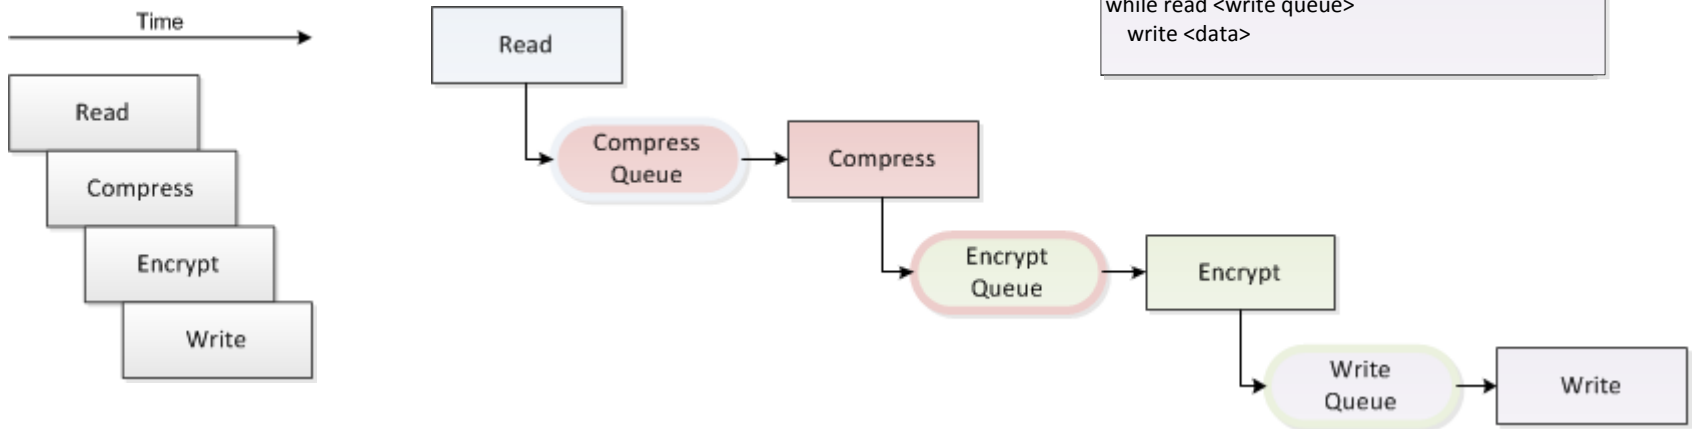 Time
Read
Compress
Encrypt
Write
Read
Compress
Queue
Compress
Encrypt
Queue
Encrypt
Write
Queue
Write
while read <write queue>
write <data>